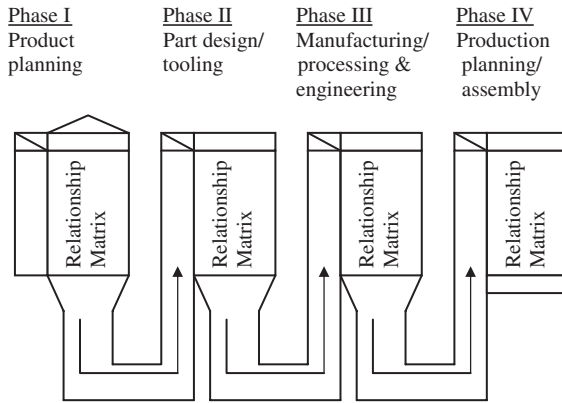 Phase I
Product
planning
Phase II
Part design/
tooling
Phase III
Manufacturing/
processing &
engineering
Phase IV
Production
planning/
assembly
Relationship
Matrix
Relationship
Matrix
Relationship
Matrix
Relationship
Matrix